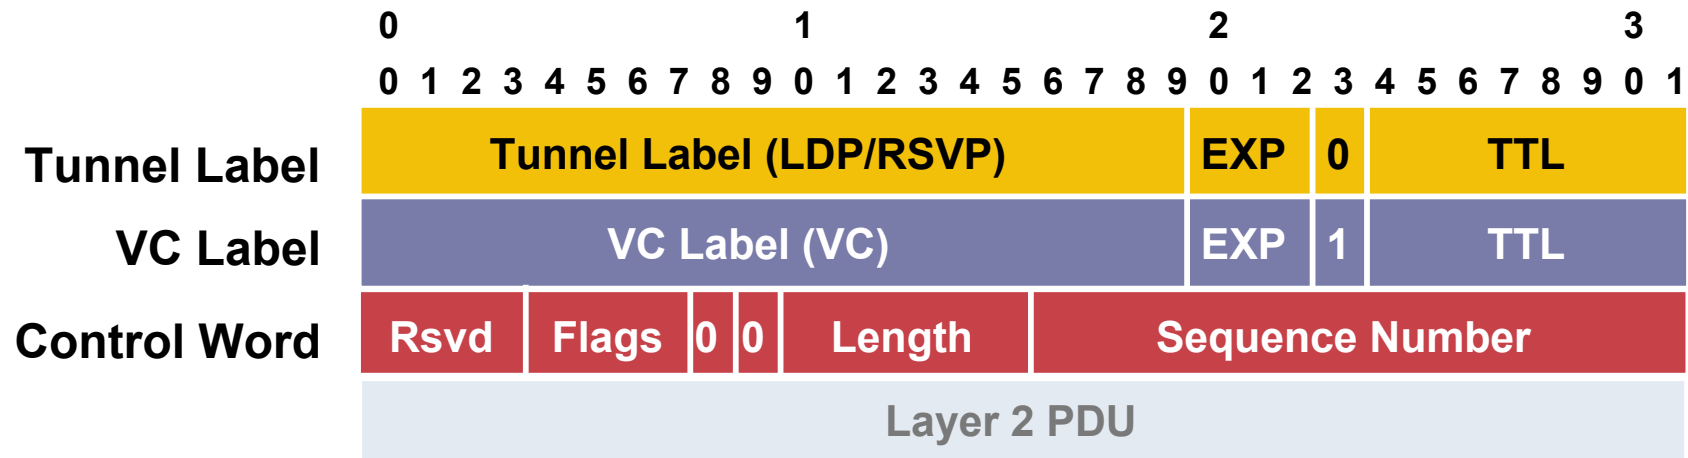 0 1 2 3
0 1 2 3 4 5 6 7 8 9 0 1 2 3 4 5 6 7 8 9 0 1 2 3 4 5 6 7 8 9 0 1
Tunnel Label Tunnel Label (LDP/RSVP) EXP 0 TTL
VC Label VC Label (VC) EXP 1 TTL
Control Word Rsvd Flags 0 0 Length Sequence Number
Layer 2 PDU